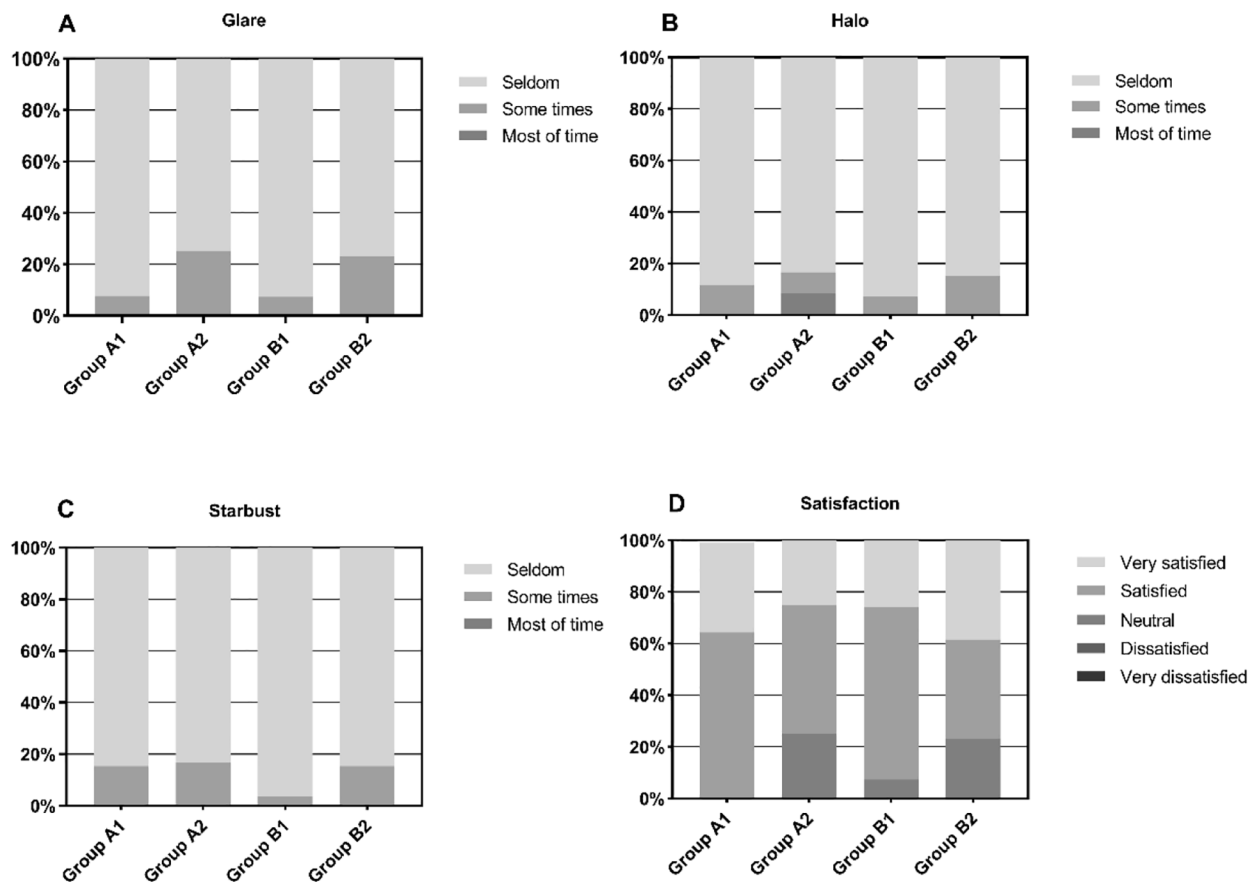 A
Glare
100%
80%
60%
40%
20%
0%
Group A1
Group A2
Group B1
Group B2
Seldom
Some times
Most of time
B
Halo
100%
80%
60%
40%
20%
0%
Group A1
Group A2
Group B1
Group B2
Seldom
Some times
Most of time
C
Starbust
100%
80%
60%
40%
20%
0%
Group A1
Group A2
Group B1
Group B2
Seldom
Some times
Most of time
D
Satisfaction
100%
80%
60%
40%
20%
0%
Group A1
Group A2
Group B1
Group B2
Very satisfied
Satisfied
Neutral
Dissatisfied
Very dissatisfied